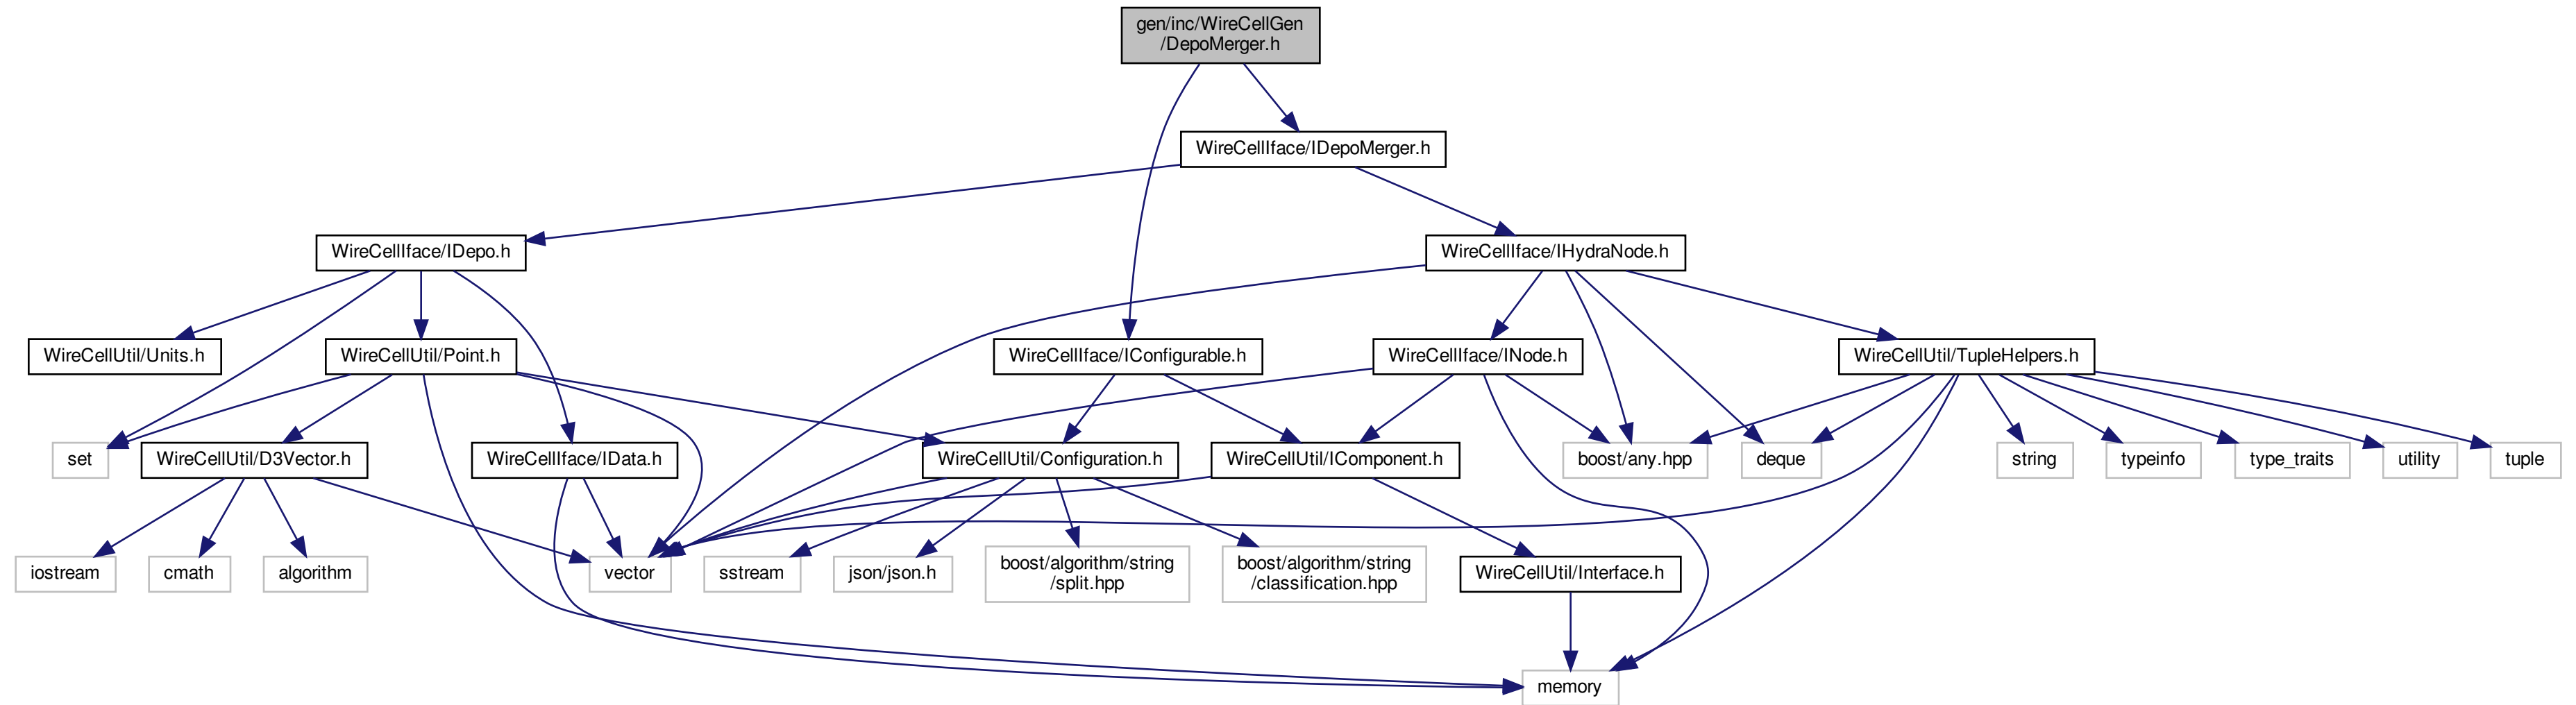 gen/inc/WireCellGen
/DepoMerger.h
WireCellIface/IDepoMerger.h
WireCellIface/IDepo.h
WireCellIface/IHydraNode.h
WireCellUtil/Units.h
WireCellUtil/Point.h
WireCellIface/IConfigurable.h
WireCellIface/INode.h
WireCellUtil/TupleHelpers.h
set
WireCellUtil/D3Vector.h
WireCellIface/IData.h
WireCellUtil/Configuration.h
WireCellUtil/IComponent.h
boost/any.hpp
deque
string
typeinfo
type_traits
utility
tuple
iostream
cmath
algorithm
vector
sstream
json/json.h
boost/algorithm/string
/split.hpp
boost/algorithm/string
/classification.hpp
WireCellUtil/Interface.h
memory